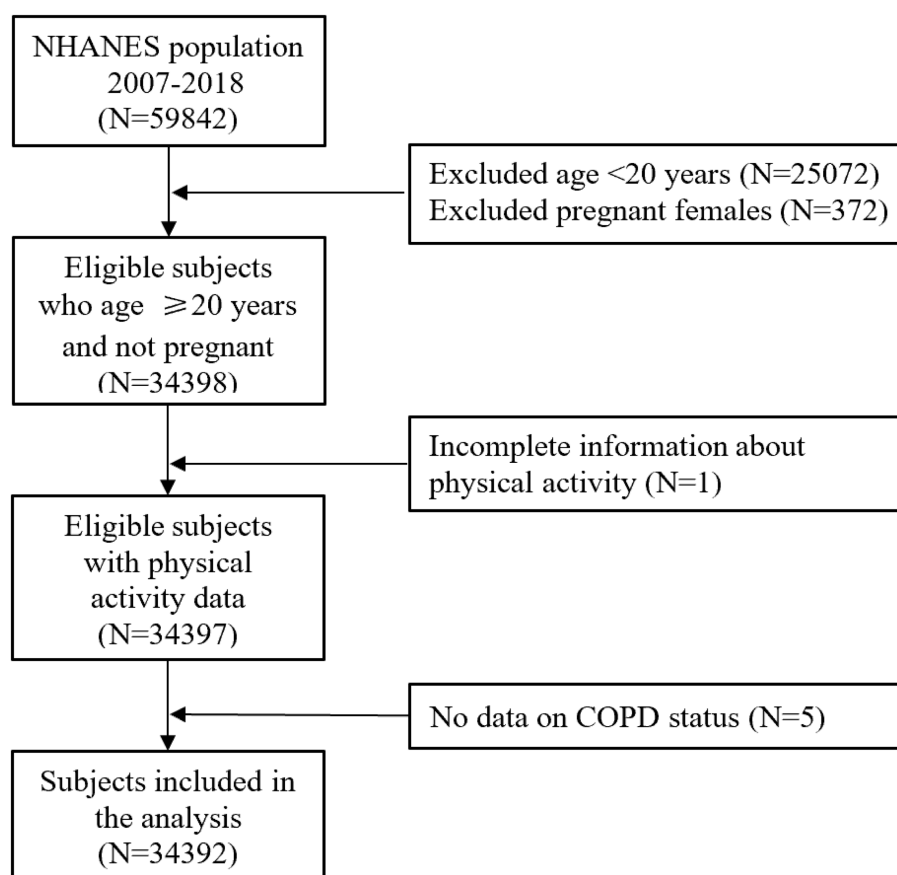 NHANES population
2007-2018
(N=59842)
Excluded age <20 years (N=25072)
Excluded pregnant females (N=372)
Eligible subjects
who age ≥20 years
and not pregnant
(N=34398)
Incomplete information about
physical activity (N=1)
Eligible subjects
with physical
activity data
(N=34397)
No data on COPD status (N=5)
Subjects included in
the analysis
(N=34392)